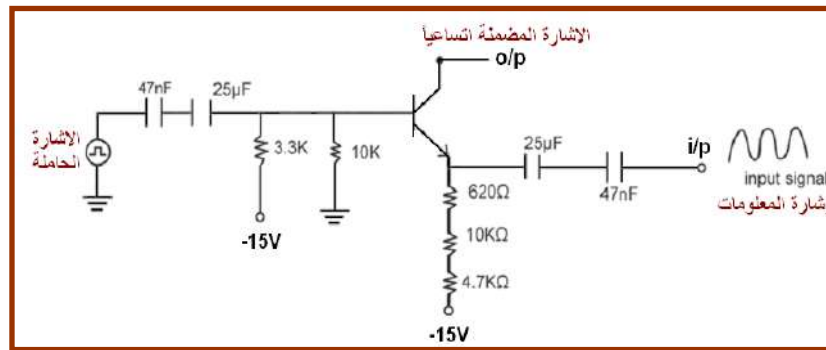 الاشارة المضمنة اتساعياً
o/p
47nF
25µF
الاشارة
الحاملة
3.3K
10K
-15V
25µF
47nF
i/p
input signal
شارة المعلومات
620Ω
10KΩ
4.7KΩ
-15V